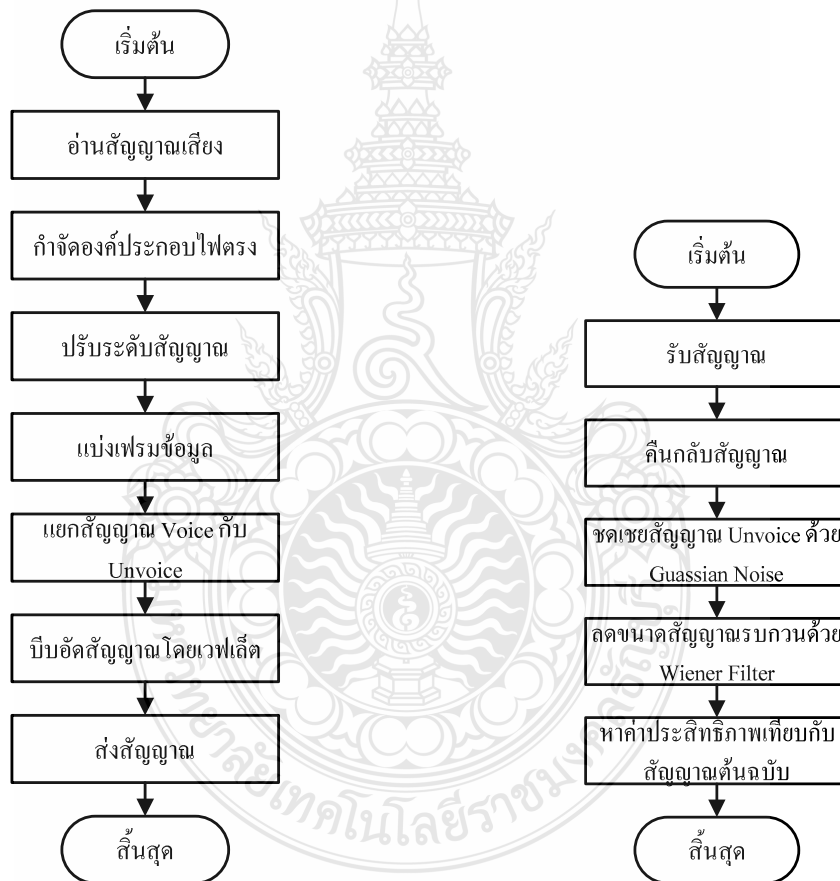 เริ่มต้น
อ่านสัญญาณเสียง
กำจัดองค์ประกอบไฟตรง
ปรับระดับสัญญาณ
แบ่งเฟรมข้อมูล
แยกสัญญาณ Voice กับ
Unvoice
บีบอัดสัญญาณโดยเวฟเล็ต
ส่งสัญญาณ
สิ้นสุด
เริ่มต้น
รับสัญญาณ
คืนกลับสัญญาณ
ชดเชยสัญญาณ Unvoice ด้วย
Guassian Noise
ลดขนาดสัญญาณรบกวนด้วย
Wiener Filter
หาค่าประสิทธิภาพเทียบกับ
สัญญาณต้นฉบับ
สิ้นสุด